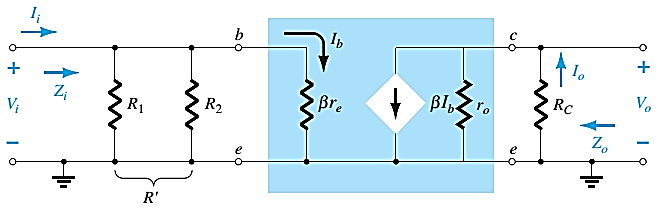 I_i
b
I_b
c
+
Z_i
V_i
R_1
R_2
βr_e
βI_b
r_o
I_o
R_C
+
V_o
Z_o
−
e
e
−
R'